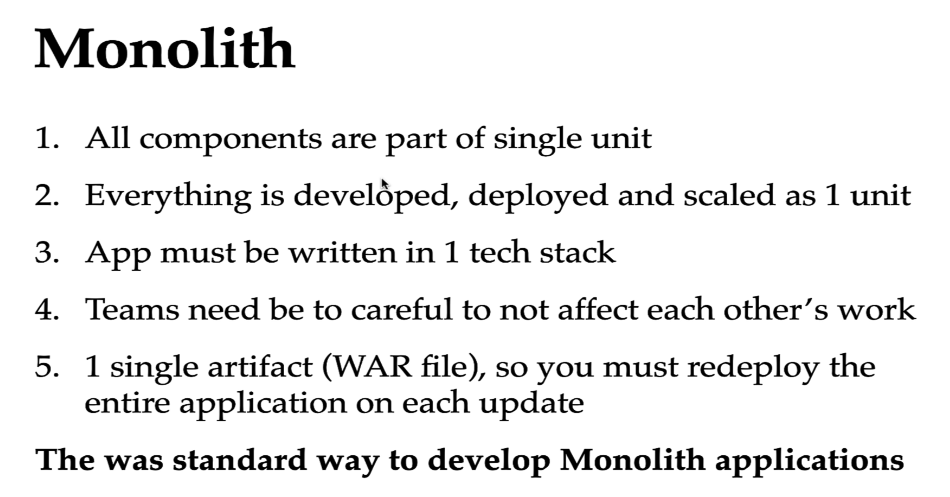 Monolith
1. All components are part of single unit
2. Everything is developed, deployed and scaled as 1 unit
3. App must be written in 1 tech stack
4. Teams need be to careful to not affect each other's work
5. 1 single artifact (WAR file), so you must redeploy the
entire application on each update
The was standard way to develop Monolith applications